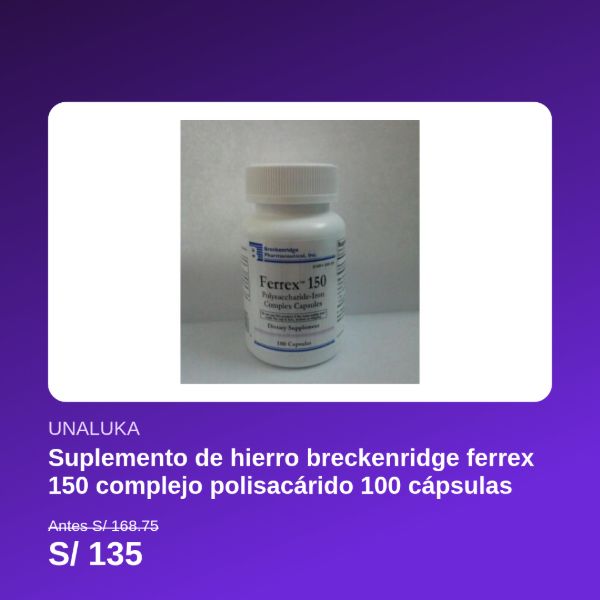 Breckenridge
Pharmaceutical, Inc.
Ferrex™ 150
Polysaccharide-Iron
Complex Capsules
Dietary Supplement
100 Capsules
UNALUKA
Suplemento de hierro breckenridge ferrex
150 complejo polisacárido 100 cápsulas
Antes S/ 168.75
S/ 135